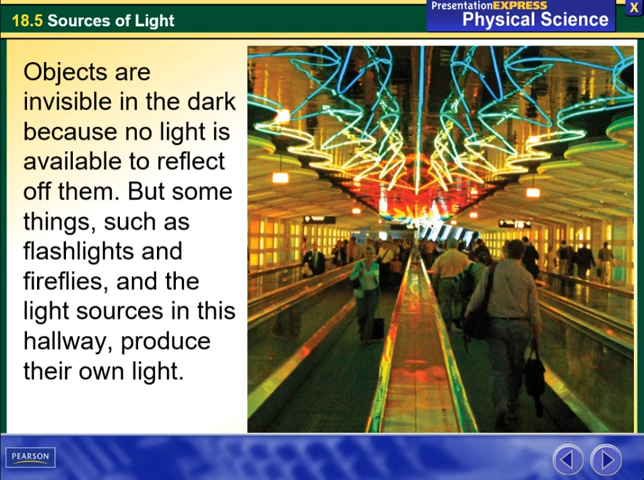 PresentationEXPRESS
18.5 Sources of Light
Physical Science
X
Objects are
invisible in the dark
because no light is
available to reflect
off them. But some
things, such as
flashlights and
fireflies, and the
light sources in this
hallway, produce
their own light.
PEARSON